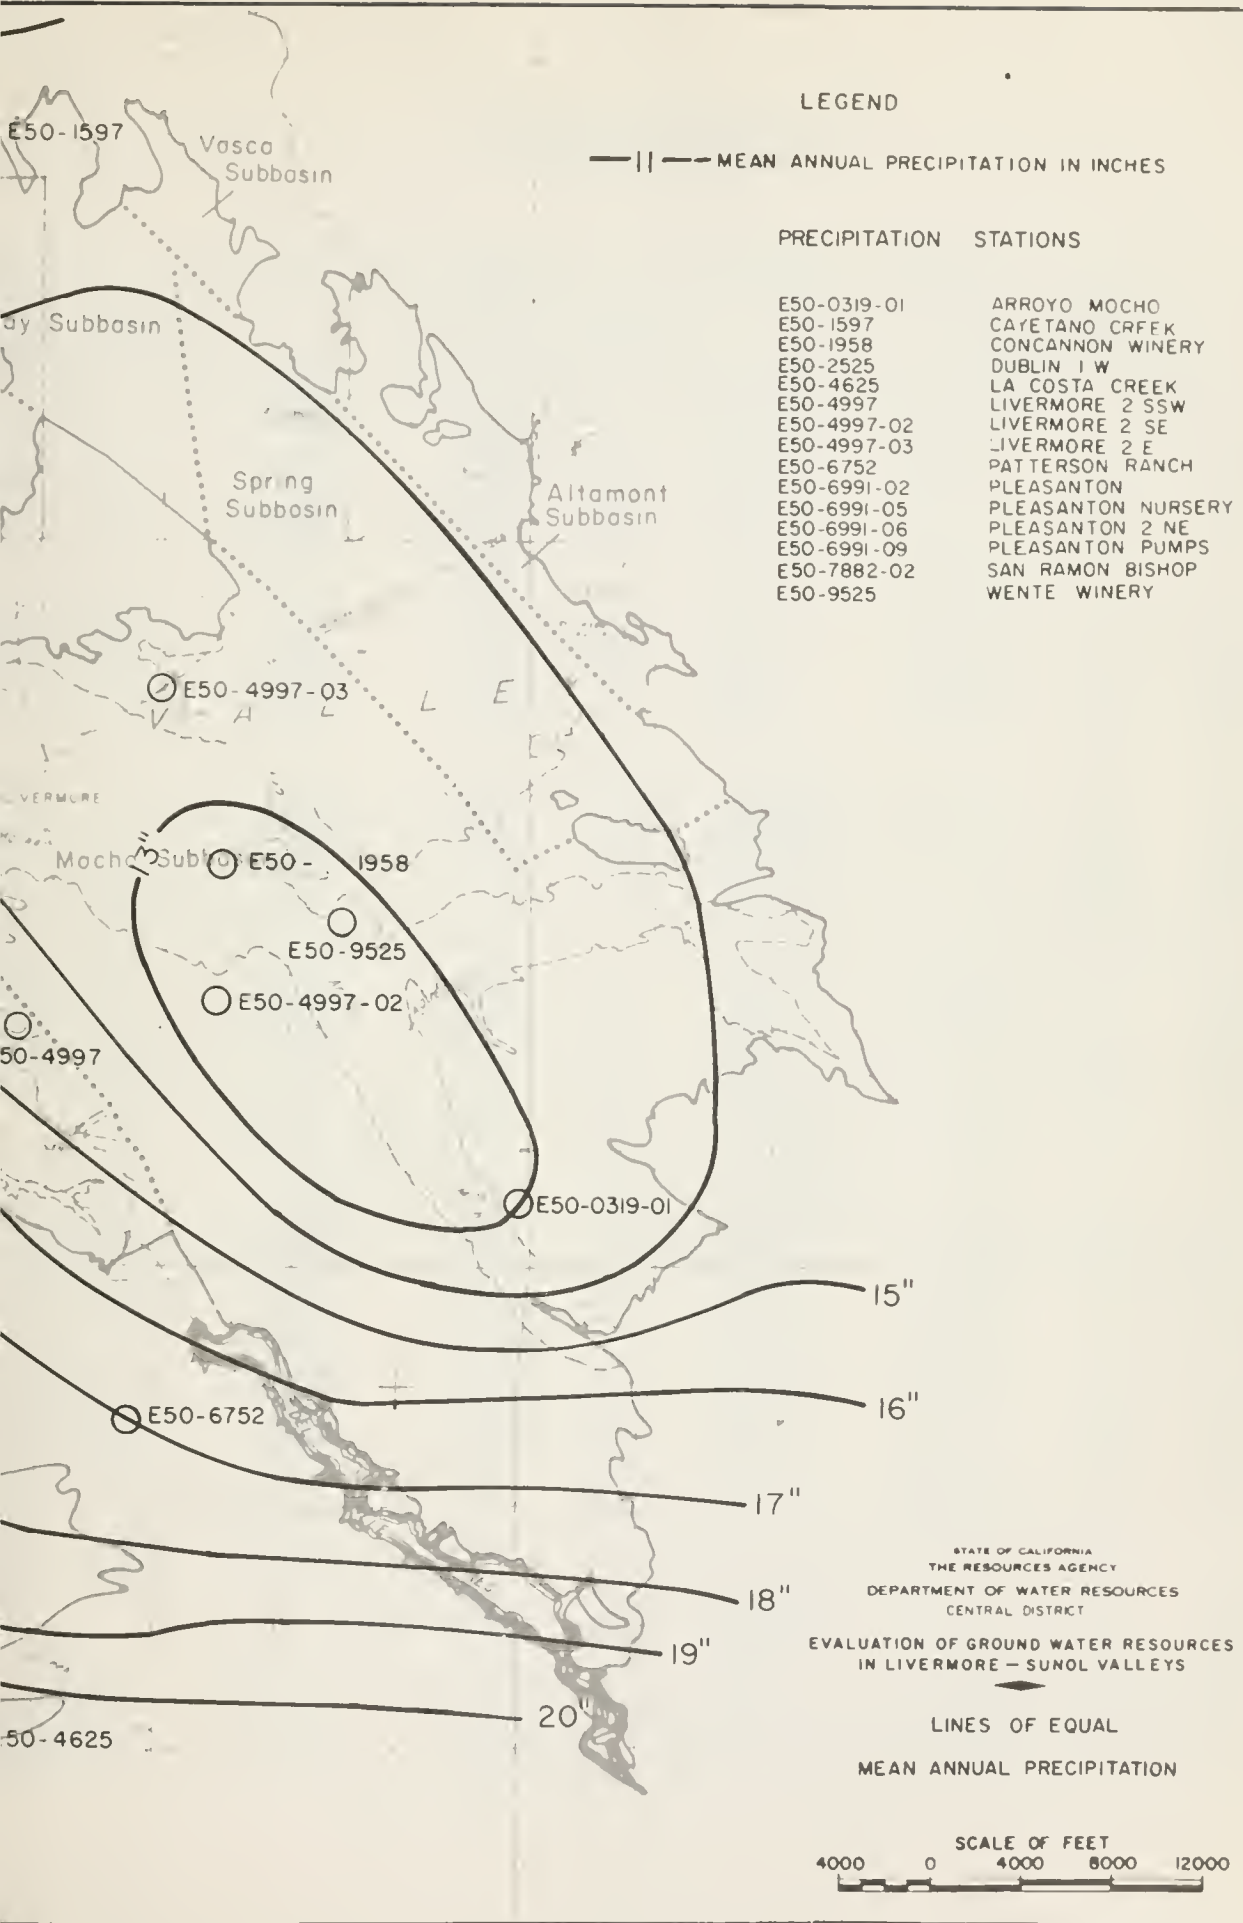 LEGEND
—11—— MEAN ANNUAL PRECIPITATION IN INCHES
PRECIPITATION STATIONS
E50-0319-01 ARROYO MOCHO
E50-1597 CAYETANO CREEK
E50-1958 CONCANNON WINERY
E50-2525 DUBLIN 1 W
E50-4625 LA COSTA CREEK
E50-4997 LIVERMORE 2 SSW
E50-4997-02 LIVERMORE 2 SE
E50-4997-03 LIVERMORE 2 E
E50-6752 PATTERSON RANCH
E50-6991-02 PLEASANTON
E50-6991-05 PLEASANTON NURSERY
E50-6991-06 PLEASANTON 2 NE
E50-6991-09 PLEASANTON PUMPS
E50-7882-02 SAN RAMON BISHOP
E50-9525 WENTE WINERY
E50-1597
Vasco
Subbasin
ay Subbasin
Spring
Subbasin
Altamont
Subbasin
E50-4997-03
V A L L E
VERMORE
13"
Mocho Subbasin
E50-1958
E50-9525
E50-4997-02
50-4997
E50-0319-01
15"
16"
E50-6752
17"
18"
19"
20"
50-4625
STATE OF CALIFORNIA
THE RESOURCES AGENCY
DEPARTMENT OF WATER RESOURCES
CENTRAL DISTRICT
EVALUATION OF GROUND WATER RESOURCES
IN LIVERMORE — SUNOL VALLEYS
LINES OF EQUAL
MEAN ANNUAL PRECIPITATION
SCALE OF FEET
4000 0 4000 8000 12000